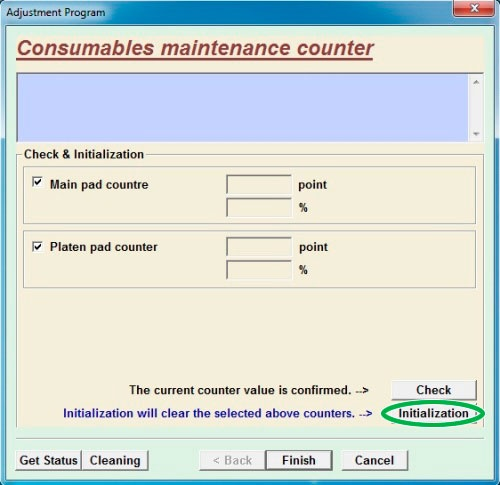 Adjustment Program
Consumables maintenance counter
Check & Initialization
Main pad countre
point
%
Platen pad counter
point
%
The current counter value is confirmed. -->
Check
Initialization will clear the selected above counters. -->
Initialization
Get Status
Cleaning
< Back
Finish
Cancel